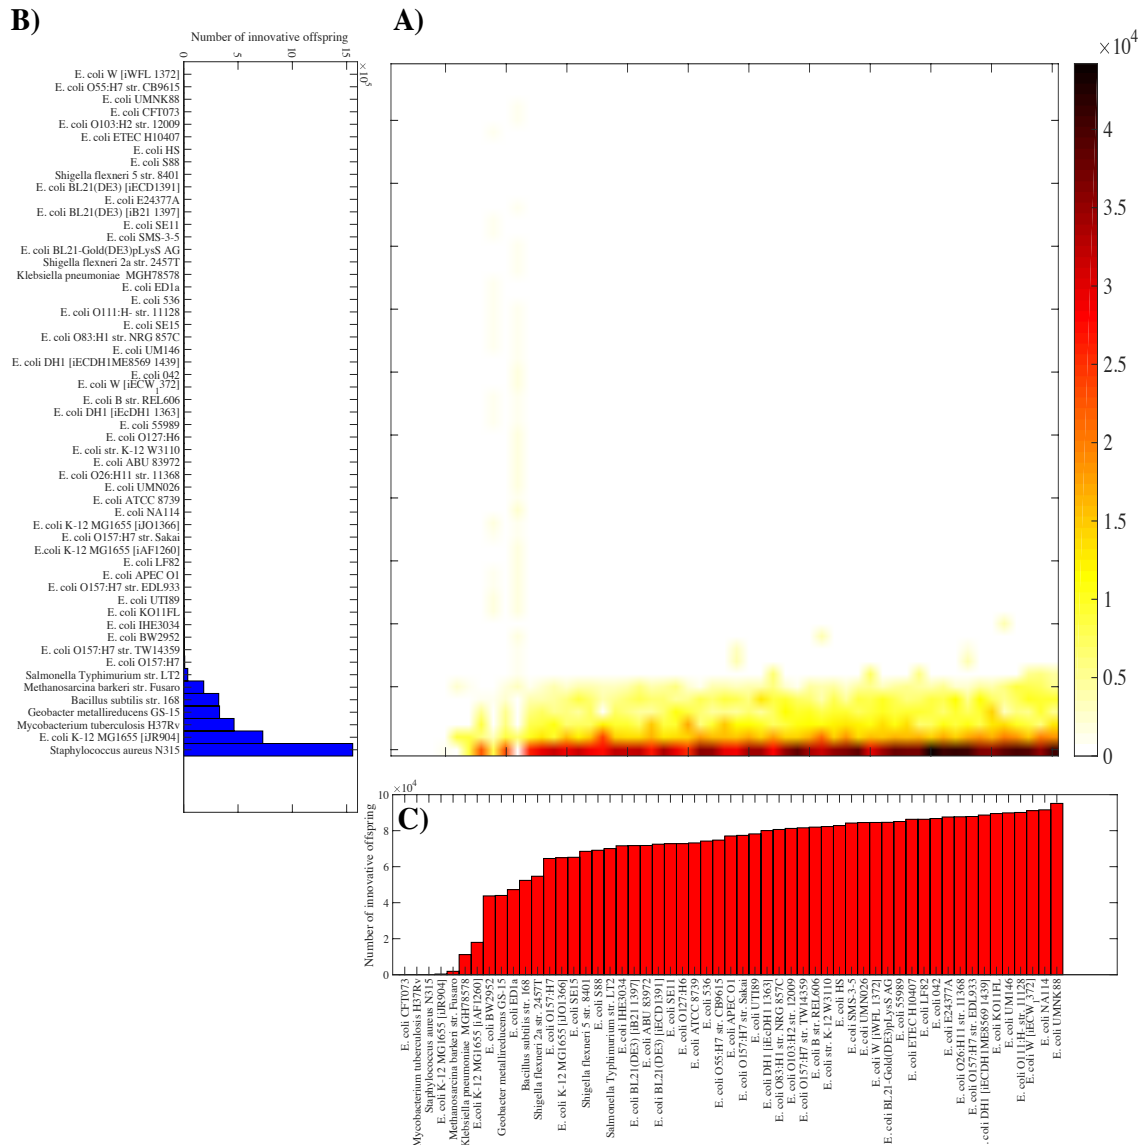 B)
A)
Number of innovative offspring
0
5
10
15
×10^5
E. coli W [iWFL 1372]
E. coli O55:H7 str. CB9615
E. coli UMNK88
E. coli CFT073
E. coli O103:H2 str. 12009
E. coli ETEC H10407
E. coli HS
E. coli S88
Shigella flexneri 5 str. 8401
E. coli BL21(DE3) [iECD1391]
E. coli E24377A
E. coli BL21(DE3) [iB21 1397]
E. coli SE11
E. coli SMS-3-5
E. coli BL21-Gold(DE3)pLysS AG
Shigella flexneri 2a str. 2457T
Klebsiella pneumoniae MGH78578
E. coli ED1a
E. coli 536
E. coli O111:H- str. 11128
E. coli SE15
E. coli O83:H1 str. NRG 857C
E. coli UM146
E. coli DH1 [iECDH1ME8569 1439]
E. coli 042
E. coli W [iECW_1372]
E. coli B str. REL606
E. coli DH1 [iEcDH1 1363]
E. coli 55989
E. coli O127:H6
E. coli str. K-12 W3110
E. coli ABU 83972
E. coli O26:H11 str. 11368
E. coli UMN026
E. coli ATCC 8739
E. coli NA114
E. coli K-12 MG1655 [iJO1366]
E. coli O157:H7 str. Sakai
E.coli K-12 MG1655 [iAF1260]
E. coli LF82
E. coli APEC O1
E. coli O157:H7 str. EDL933
E. coli UTI89
E. coli KO11FL
E. coli IHE3034
E. coli BW2952
E. coli O157:H7 str. TW14359
E. coli O157:H7
Salmonella Typhimurium str. LT2
Methanosarcina barkeri str. Fusaro
Bacillus subtilis str. 168
Geobacter metallireducens GS-15
Mycobacterium tuberculosis H37Rv
E. coli K-12 MG1655 [iJR904]
Staphylococcus aureus N315
×10^4
4
3.5
3
2.5
2
1.5
1
0.5
0
C)
×10^4
10
8
6
4
2
0
Number of innovative offspring
E. coli CFT073
Mycobacterium tuberculosis H37Rv
Staphylococcus aureus N315
E. coli K-12 MG1655 [iJR904]
Methanosarcina barkeri str. Fusaro
Klebsiella pneumoniae MGH78578
E.coli K-12 MG1655 [iAF1260]
E. coli BW2952
Geobacter metallireducens GS-15
E. coli ED1a
Bacillus subtilis str. 168
Shigella flexneri 2a str. 2457T
E. coli O157:H7
E. coli K-12 MG1655 [iJO1366]
E. coli SE15
Shigella flexneri 5 str. 8401
E. coli S88
Salmonella Typhimurium str. LT2
E. coli IHE3034
E. coli BL21(DE3) [iB21 1397]
E. coli ABU 83972
E. coli BL21(DE3) [iECD1391]
E. coli SE11
E. coli O127:H6
E. coli ATCC 8739
E. coli 536
E. coli O55:H7 str. CB9615
E. coli APEC O1
E. coli O157:H7 str. Sakai
E. coli UTI89
E. coli DH1 [iEcDH1 1363]
E. coli O83:H1 str. NRG 857C
E. coli O103:H2 str. 12009
E. coli O157:H7 str. TW14359
E. coli B str. REL606
E. coli str. K-12 W3110
E. coli HS
E. coli SMS-3-5
E. coli UMN026
E. coli W [iWFL 1372]
E. coli BL21-Gold(DE3)pLysS AG
E. coli 55989
E. coli ETEC H10407
E. coli LF82
E. coli O42
E. coli E24377A
E. coli O26:H11 str. 11368
E. coli O157:H7 str. EDL933
. coli DH1 [iECDH1ME8569 1439]
E. coli KO11FL
E. coli UM146
E. coli O111:H- str. 11128
E. coli W [iECW_1372]
E. coli NA114
E. coli UMNK88